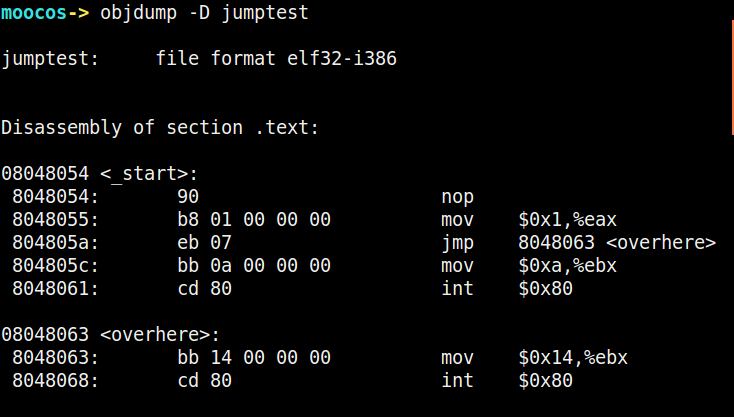 moocos-> objdump -D jumptest
jumptest:     file format elf32-i386
Disassembly of section .text:
08048054 <_start>:
 8048054:	90                   	nop
 8048055:	b8 01 00 00 00       	mov    $0x1,%eax
 804805a:	eb 07                	jmp    8048063 <overhere>
 804805c:	bb 0a 00 00 00       	mov    $0xa,%ebx
 8048061:	cd 80                	int    $0x80
08048063 <overhere>:
 8048063:	bb 14 00 00 00       	mov    $0x14,%ebx
 8048068:	cd 80                	int    $0x80